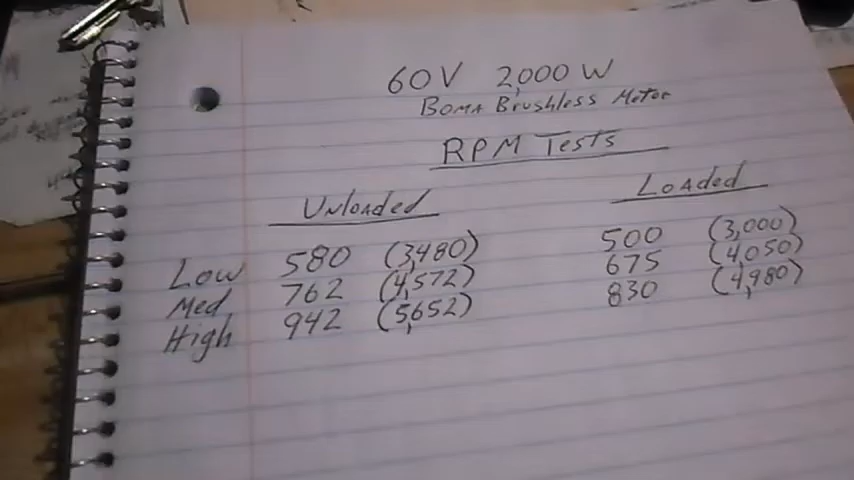 60V 2,000 W
Boma Brushless Motor
RPM Tests
Unloaded Loaded
Low 580 (3,480) 500 (3,000)
Med 762 (4,572) 675 (4,050)
High 942 (5,652) 830 (4,980)